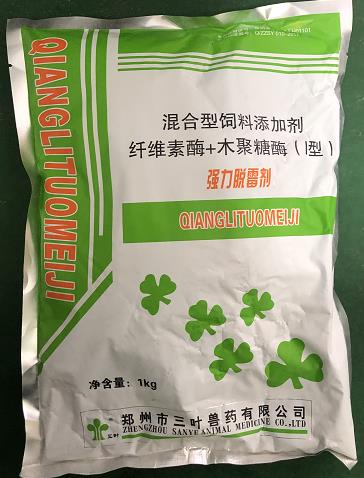 混合型饲料添加剂
纤维素酶+木聚糖酶（I型）
强力脱霉剂
QIANGLITUOMEIJI
QIANGLITUOMEIJI
净含量：1kg
三叶
郑州市三叶兽药有限公司
ZHENGZHOU SANYE ANIMAL MEDICINE CO.,LTD